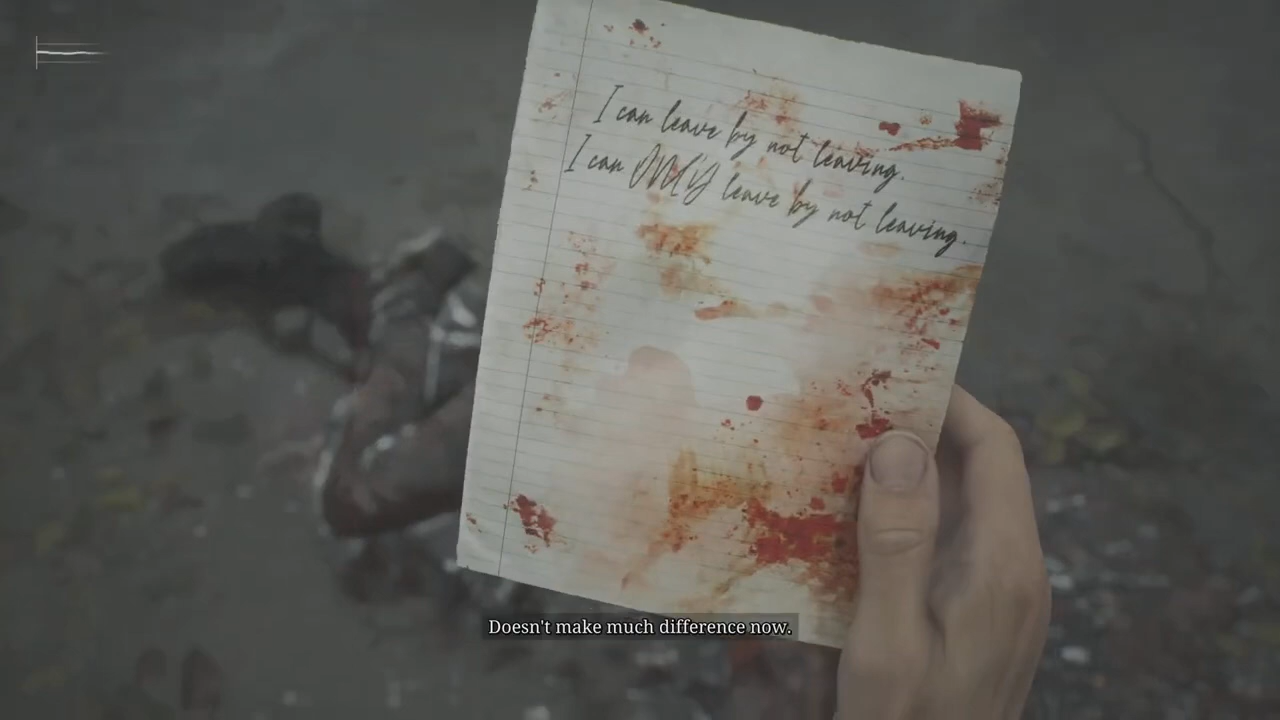 I can leave by not leaving.
I can ONLY leave by not leaving.
Doesn't make much difference now.